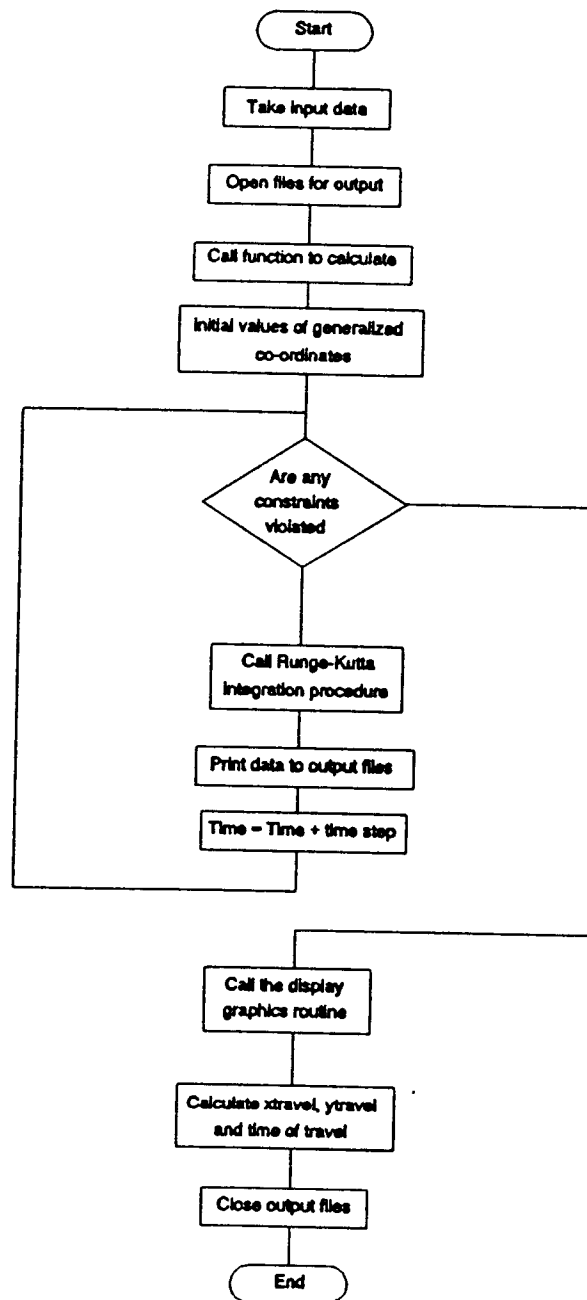 Start
Take input data
Open files for output
Call function to calculate
Initial values of generalized
co-ordinates
Are any
constraints
violated
Call Runge-Kutta
Integration procedure
Print data to output files
Time = Time + time step
Call the display
graphics routine
Calculate xtravel, ytravel
and time of travel
Close output files
End